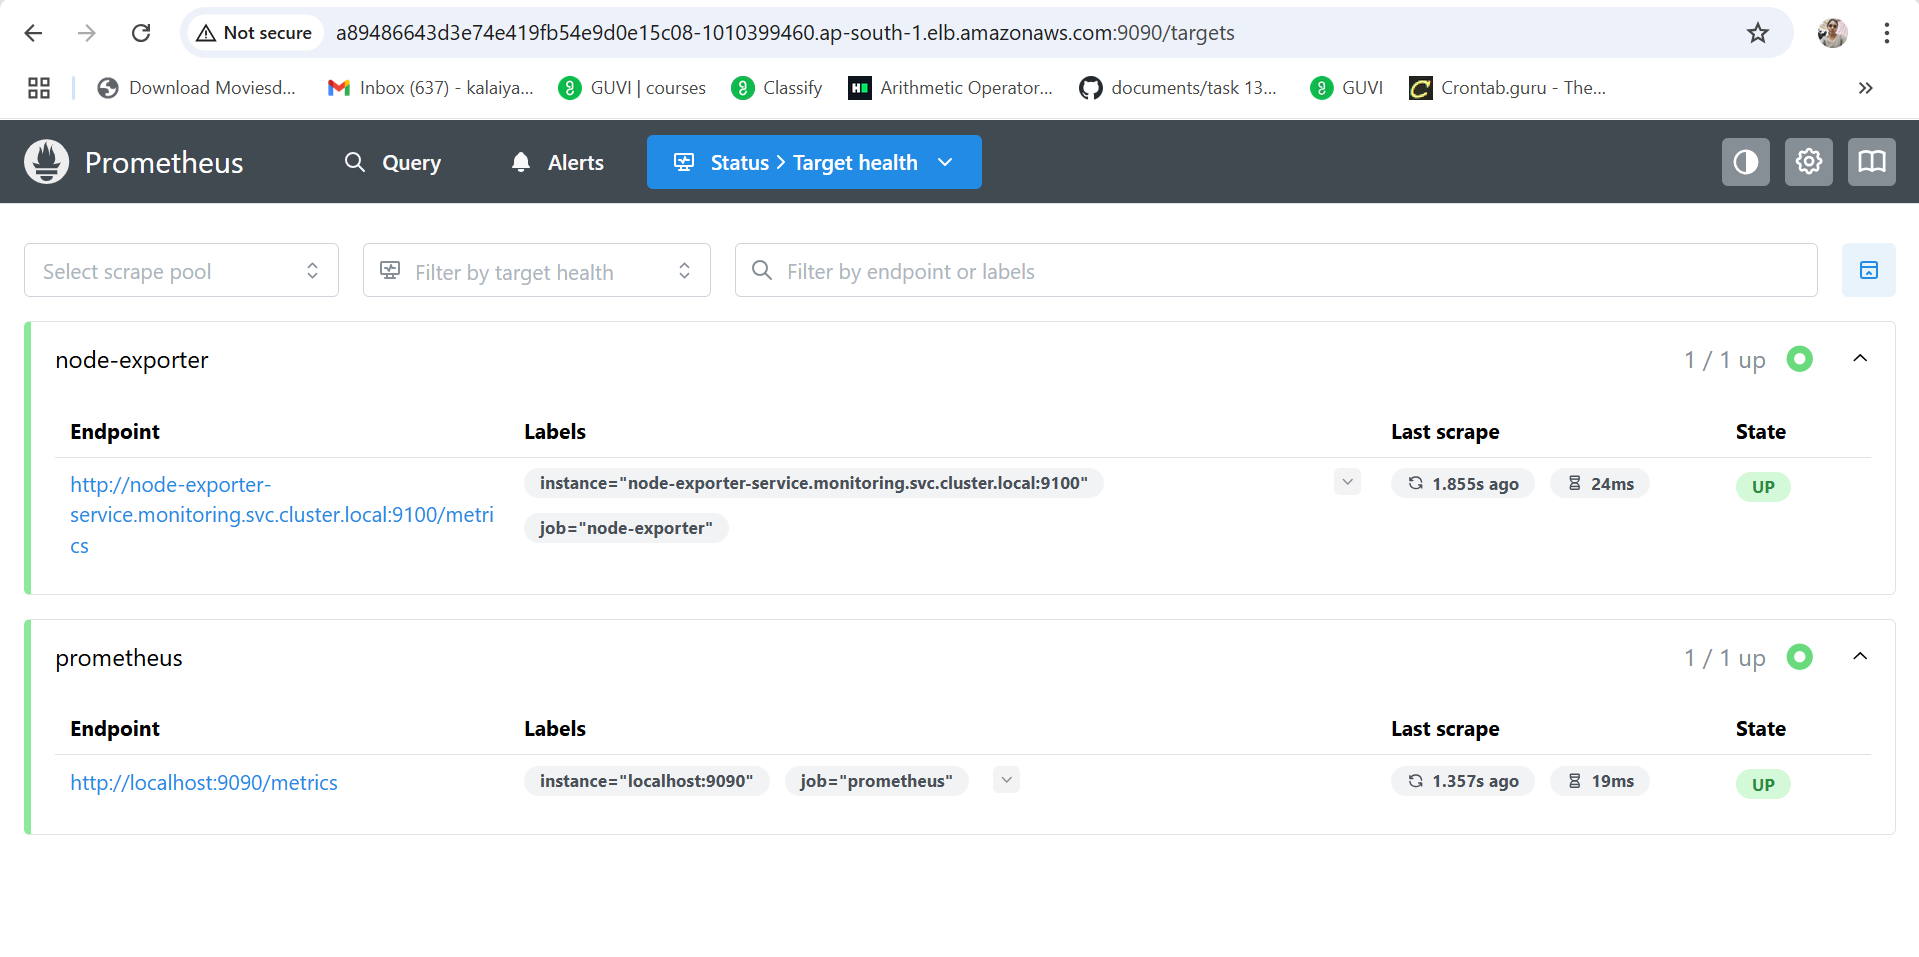 Not secure a89486643d3e74e419fb54e9d0e15c08-1010399460.ap-south-1.elb.amazonaws.com:9090/targets
Download Moviesd... Inbox (637) - kalaiya... GUVI | courses Classify Arithmetic Operator... documents/task 13... GUVI Crontab.guru - The... »
Prometheus Query Alerts Status > Target health
Select scrape pool Filter by target health Filter by endpoint or labels
node-exporter 1 / 1 up
Endpoint Labels Last scrape State
http://node-exporter- instance="node-exporter-service.monitoring.svc.cluster.local:9100" 1.855s ago 24ms UP
service.monitoring.svc.cluster.local:9100/metri job="node-exporter"
cs
prometheus 1 / 1 up
Endpoint Labels Last scrape State
http://localhost:9090/metrics instance="localhost:9090" job="prometheus" 1.357s ago 19ms UP